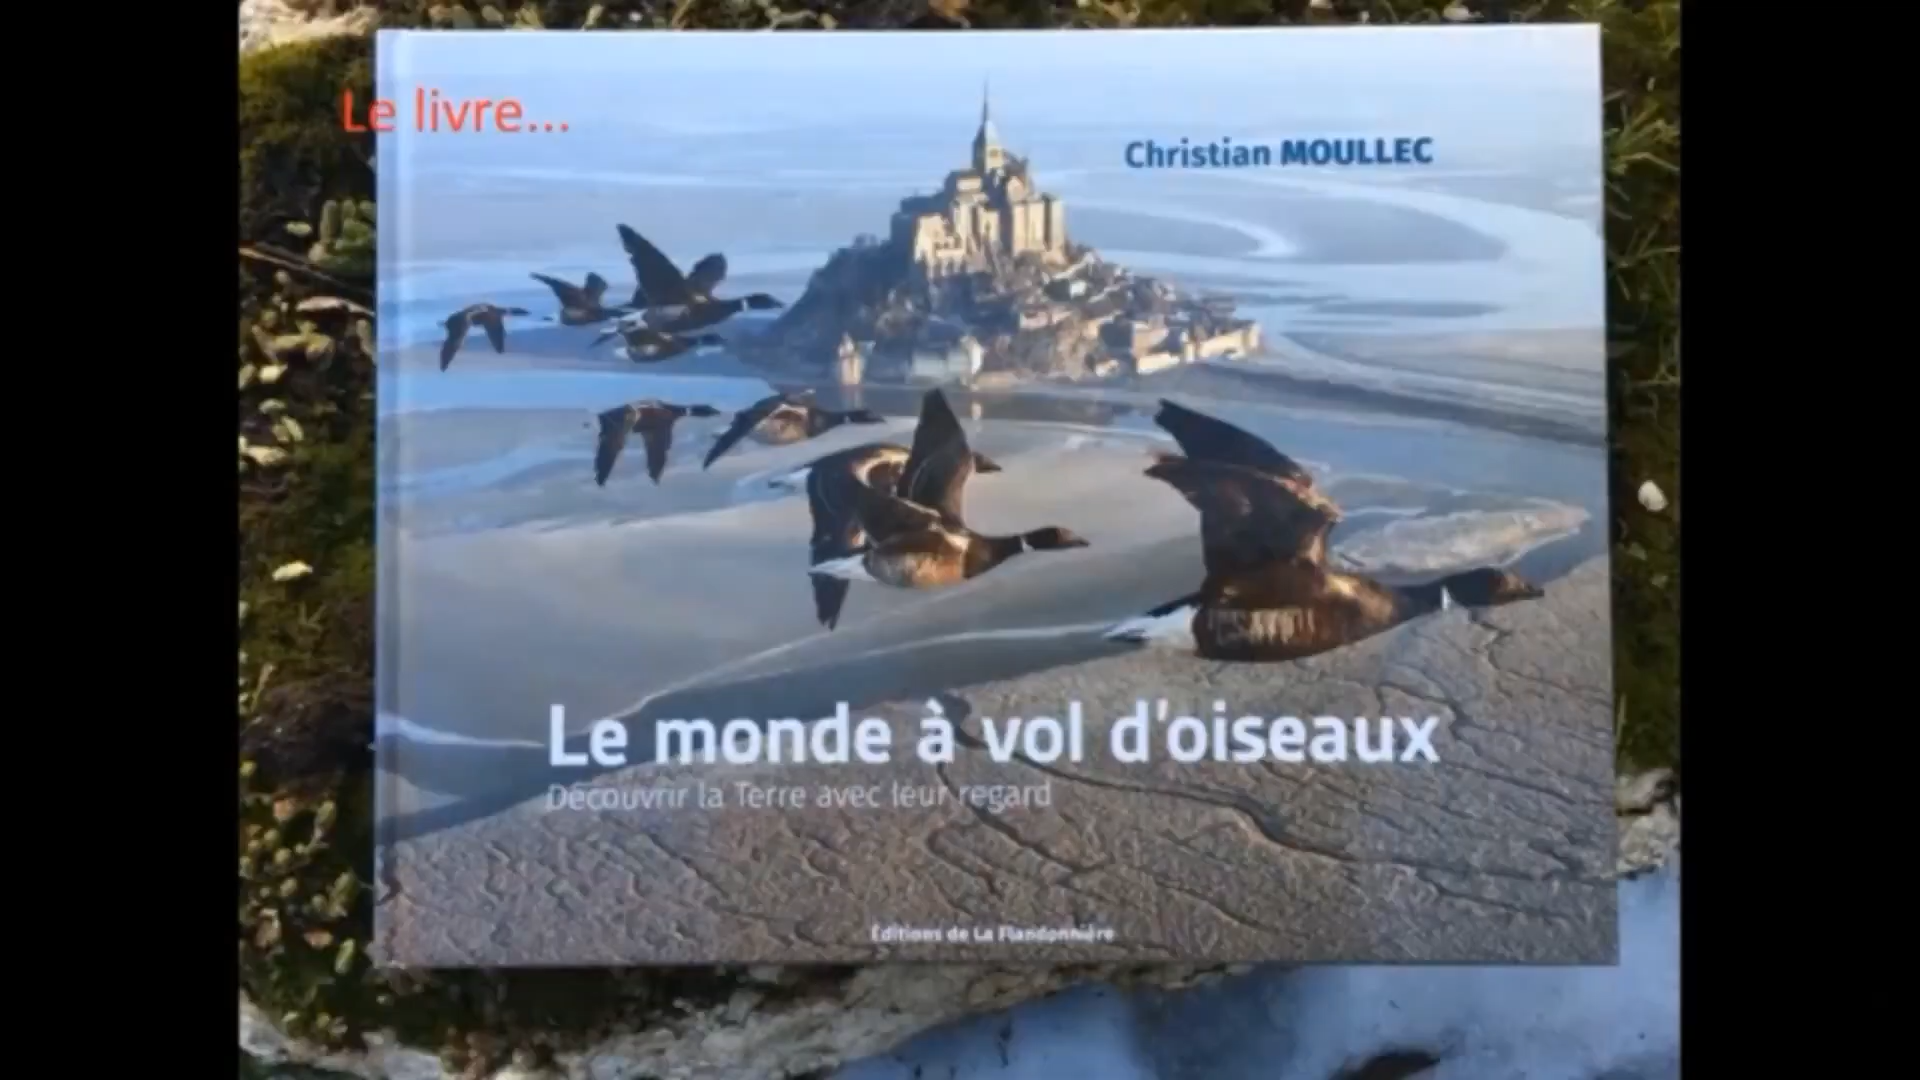 Le livre...
Christian MOULLEC
Le monde à vol d'oiseaux
Découvrir la Terre avec leur regard
Éditions de La Flandonnière